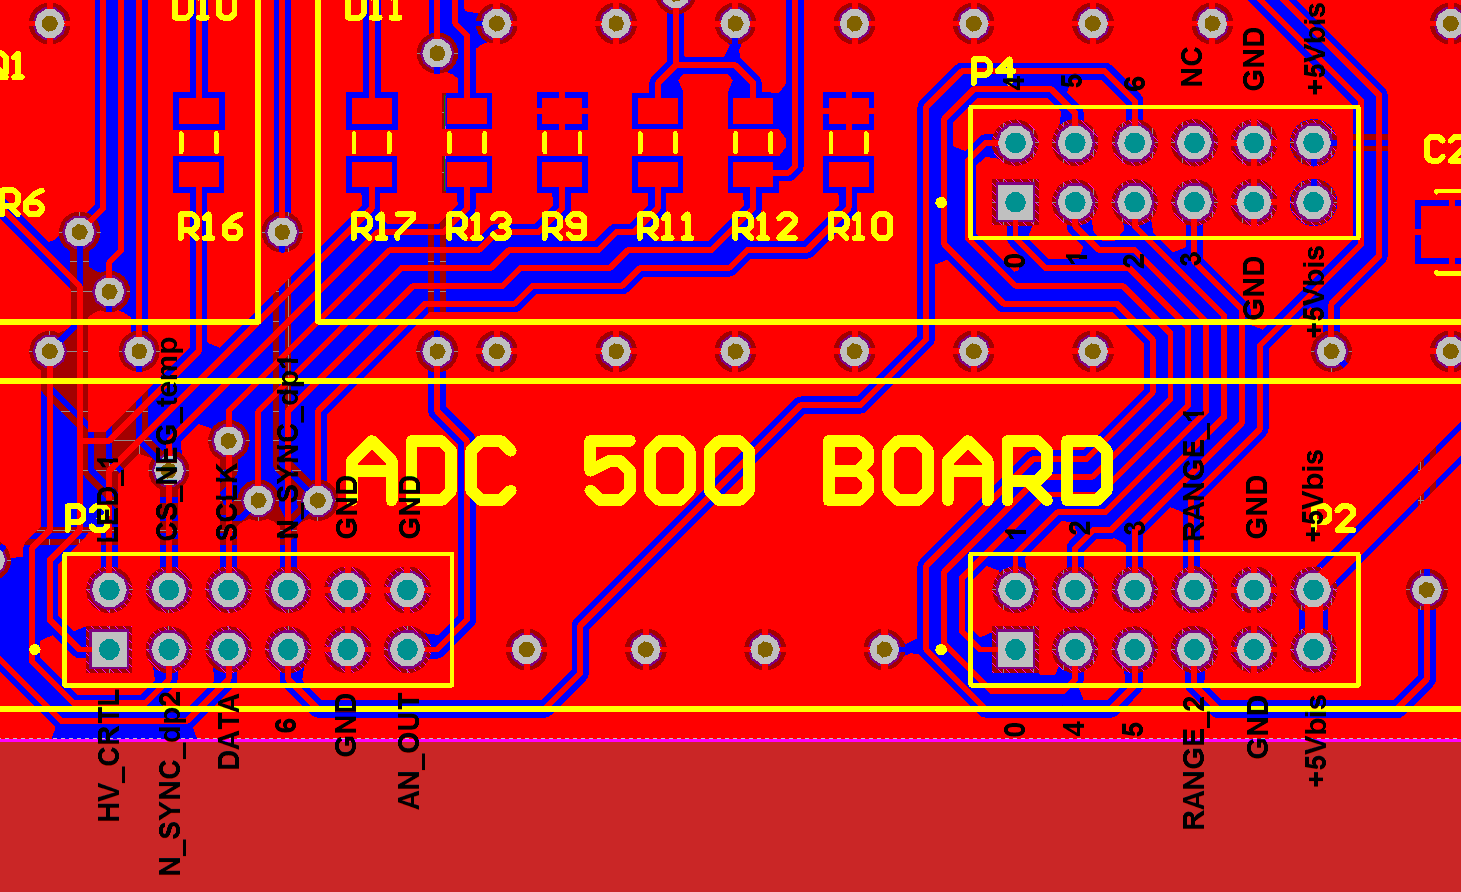 D10
D11
Q1
P4
4
5
6
NC
GND
+5Vbis
C2
R6
R16
R17
R13
R9
R11
R12
R10
0
1
2
3
GND
+5Vbis
ADC 500 BOARD
P3
LED_1
CS_NEG_temp
SCLK
N_SYNC_dp1
GND
GND
1
2
3
RANGE_1
GND
+5Vbis
P2
HV_CRTL
N_SYNC_dp2
DATA
6
GND
AN_OUT
0
4
5
RANGE_2
GND
+5Vbis